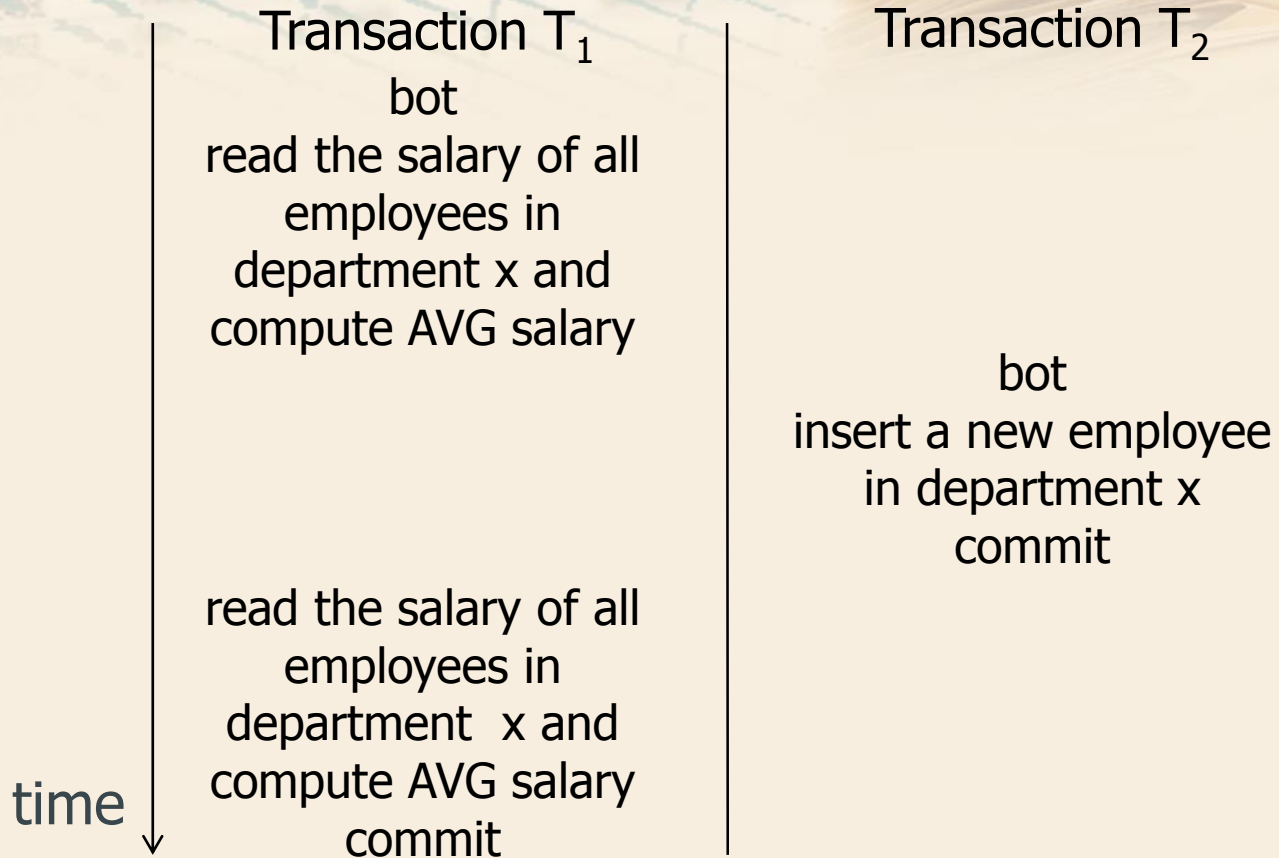 Transaction T₁
bot
read the salary of all
employees in
department x and
compute AVG salary
read the salary of all
employees in
department x and
compute AVG salary
commit
Transaction T₂
bot
insert a new employee
in department x
commit
time